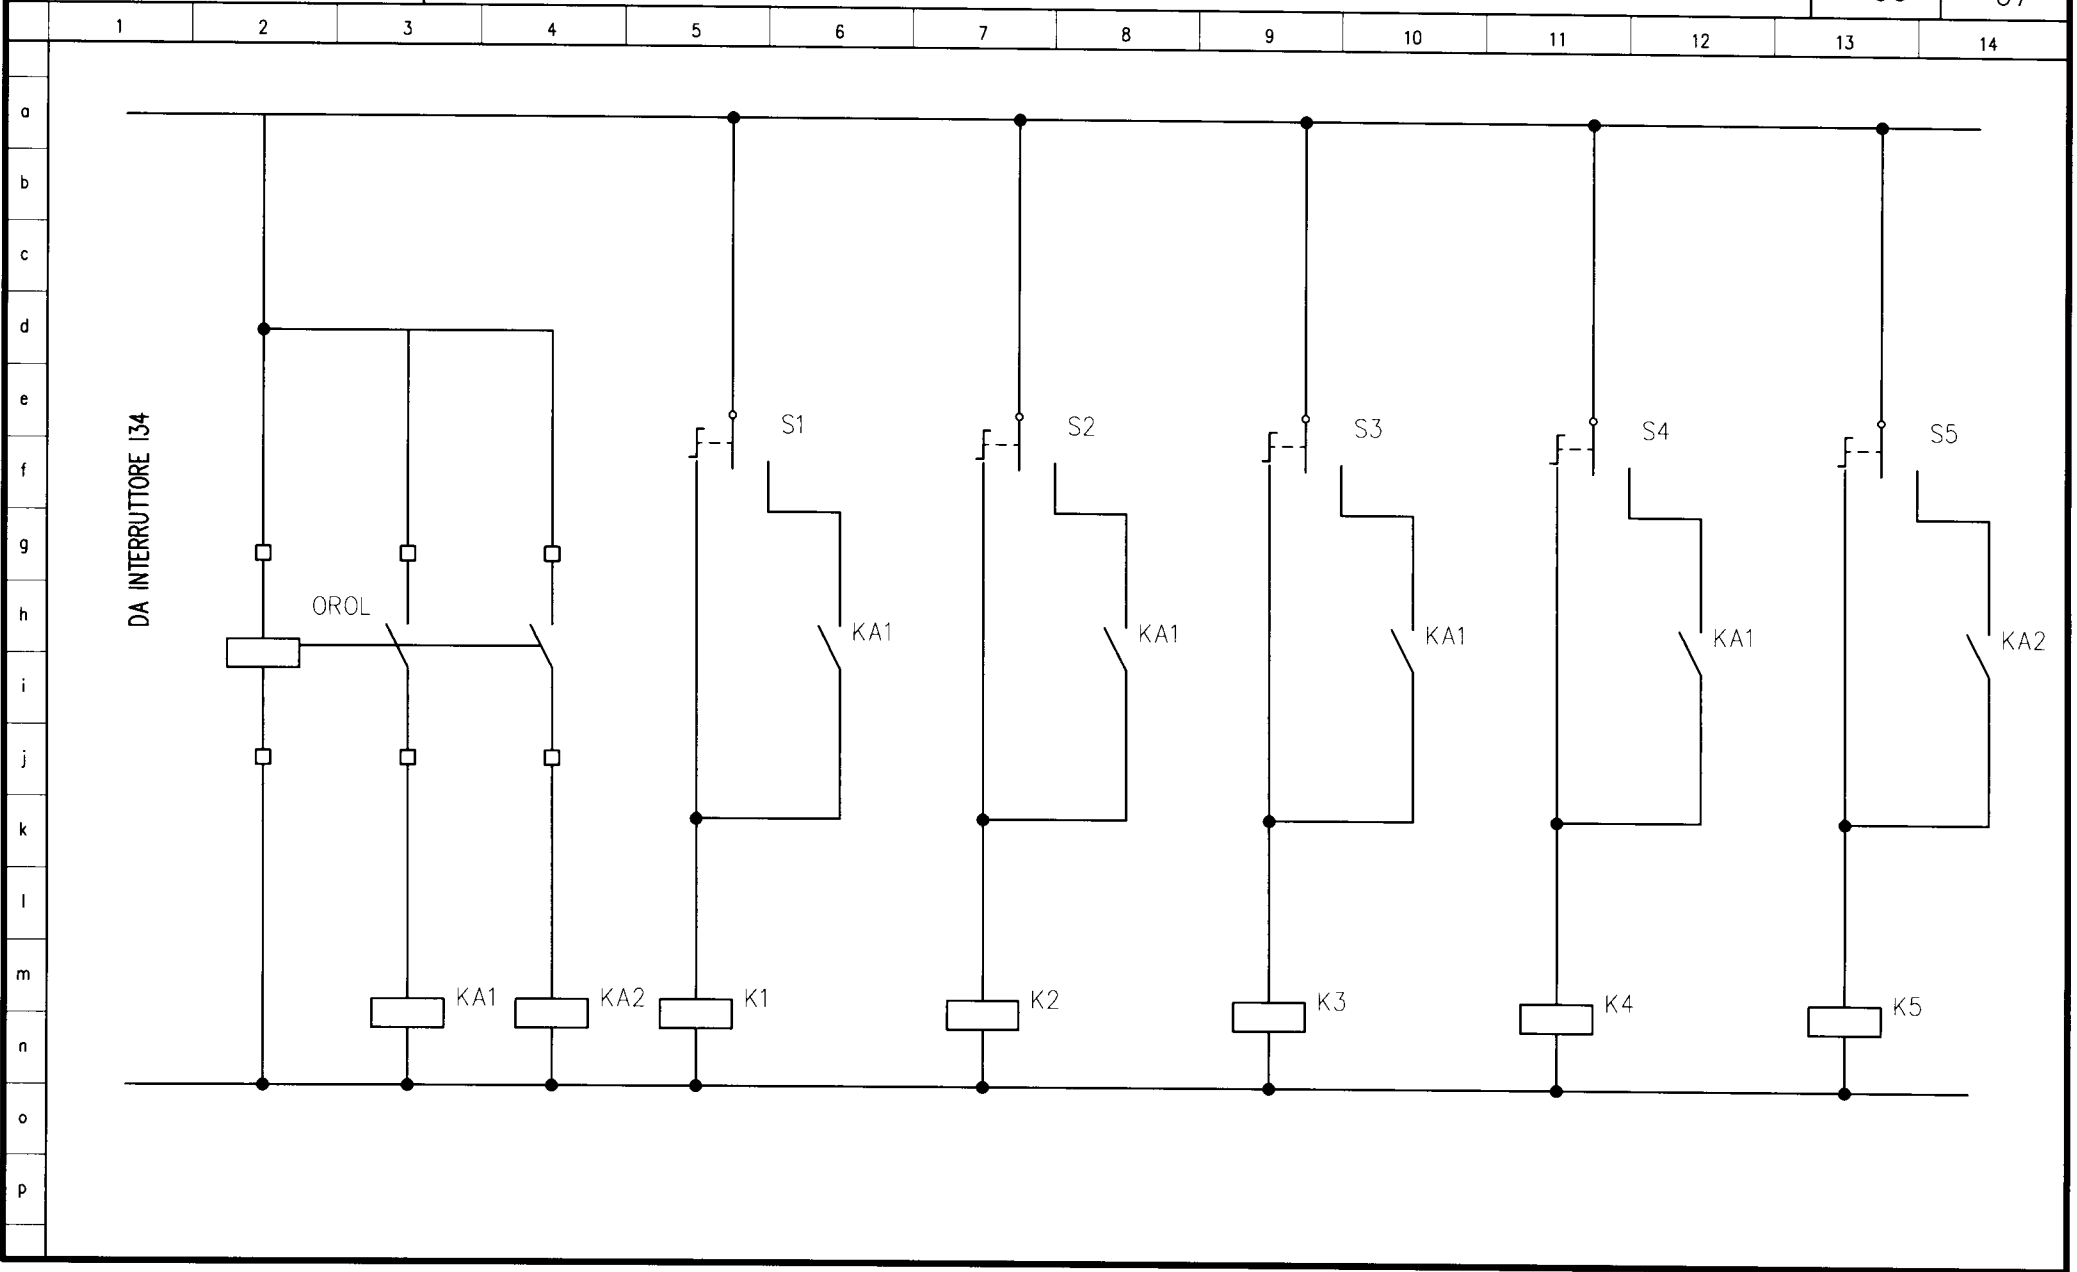 1 2 3 4 5 6 7 8 9 10 11 12 13 14
a
b
c
d
e
f
g
h
i
j
k
l
m
n
o
p
DA INTERRUTTORE I34
OROL
S1 S2 S3 S4 S5
KA1 KA1 KA1 KA1 KA2
KA1 KA2 K1 K2 K3 K4 K5